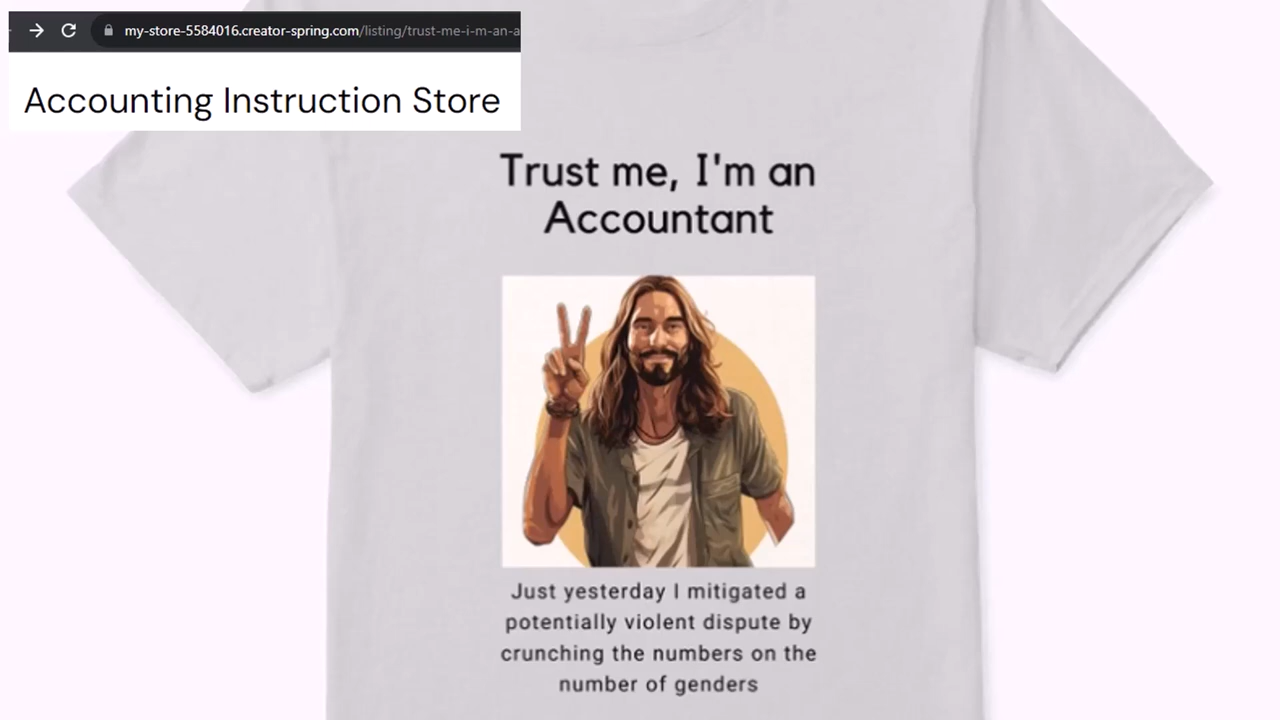 my-store-5584016.creator-spring.com/listing/trust-me-i-m-an-a
Accounting Instruction Store
Trust me, I'm an
Accountant
Just yesterday I mitigated a
potentially violent dispute by
crunching the numbers on the
number of genders